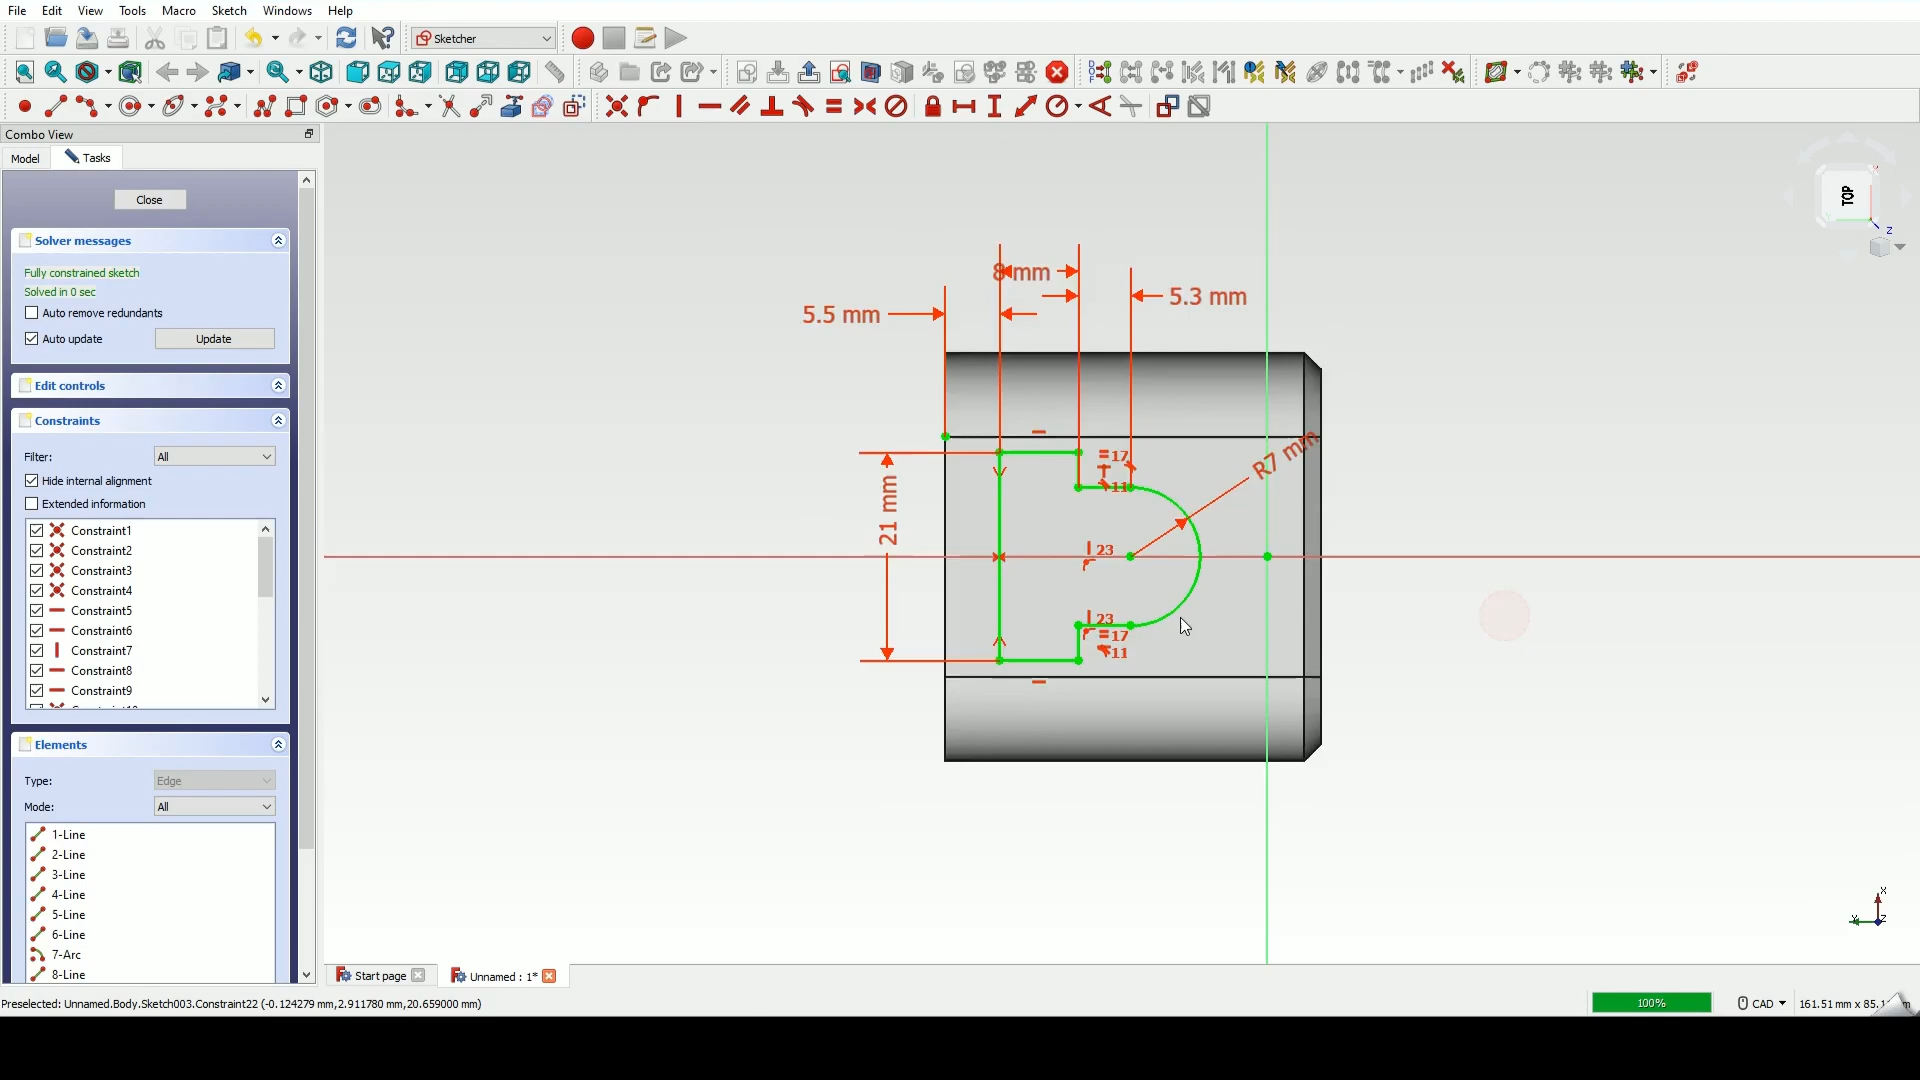 File Edit View Tools Macro Sketch Windows Help
Sketcher
Combo View
Model Tasks
Close
Solver messages
Fully constrained sketch
Solved in 0 sec
Auto remove redundants
Auto update Update
Edit controls
Constraints
Filter: All
Hide internal alignment
Extended information
Constraint1
Constraint2
Constraint3
Constraint4
Constraint5
Constraint6
Constraint7
Constraint8
Constraint9
Elements
Type: Edge
Mode: All
1-Line
2-Line
3-Line
4-Line
5-Line
6-Line
7-Arc
8-Line
8 mm
5.3 mm
5.5 mm
R7 mm
21 mm
17
11
23
23
17
11
TOP
Z
X
Y
Z
Start page Unnamed : 1*
Preselected: Unnamed.Body.Sketch003.Constraint22 (-0.124279 mm,2.911780 mm,20.659000 mm)
100% CAD 161.51 mm x